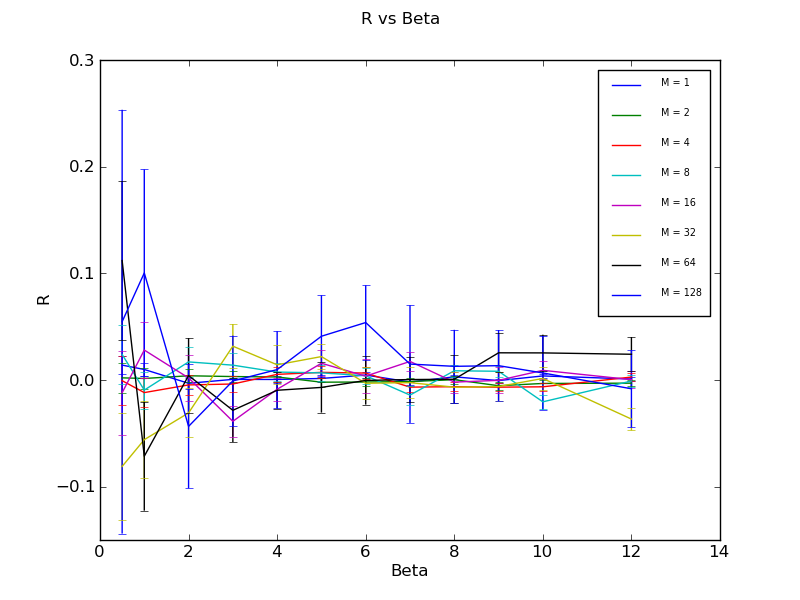 R vs Beta
0.3
0.2
0.1
0.0
−0.1
R
0
2
4
6
8
10
12
14
Beta
M = 1
M = 2
M = 4
M = 8
M = 16
M = 32
M = 64
M = 128